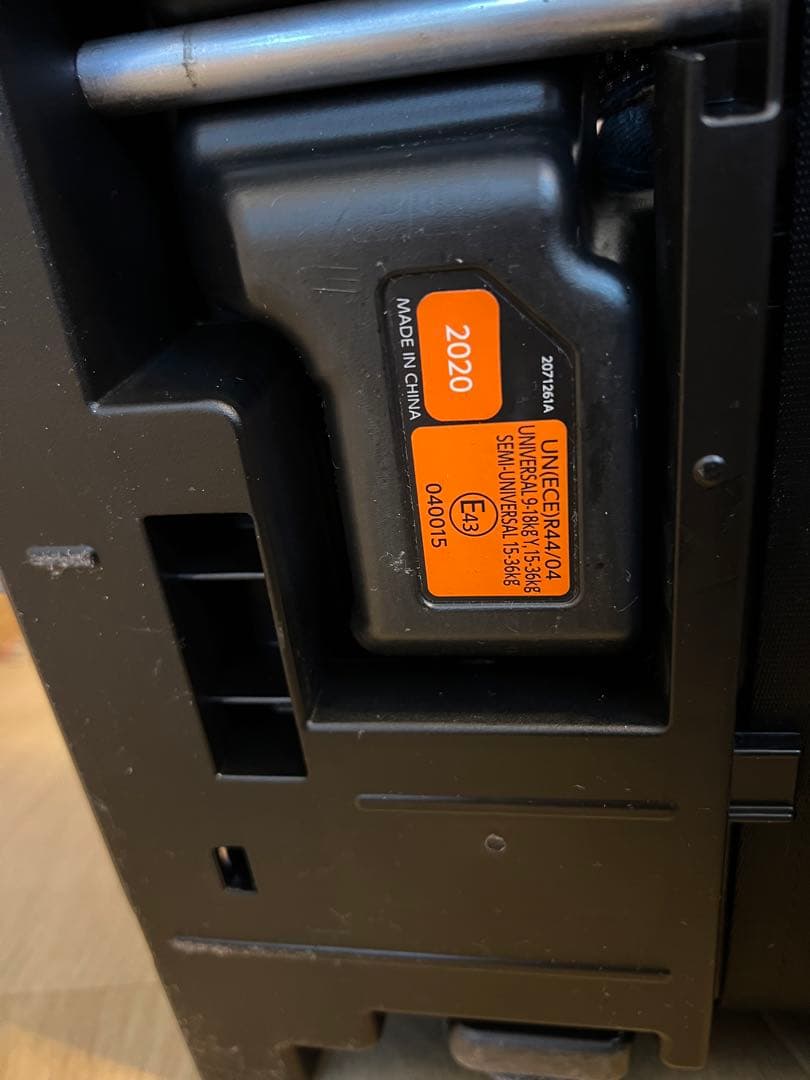 2071261A
2020
MADE IN CHINA
UN(ECE)R44/04
UNIVERSAL 9-18kg Y, 15-36kg
SEMI-UNIVERSAL 15-36kg
E43
040015